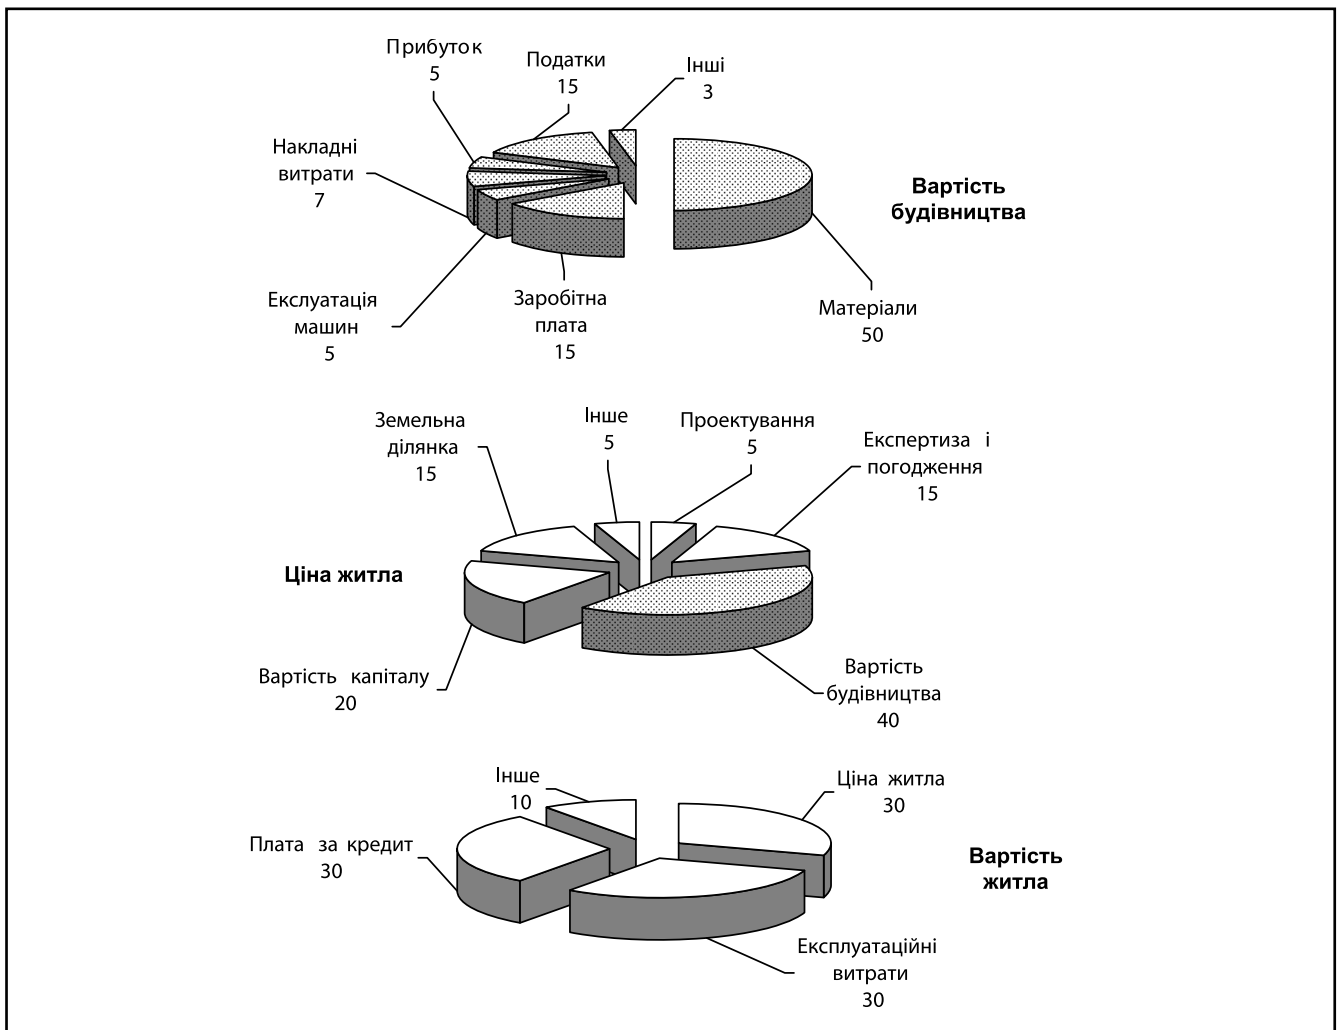 Прибуток
5
Податки
15
Інші
3
Накладні
витрати
7
Вартість
будівництва
Екслуатація
машин
5
Заробітна
плата
15
Матеріали
50
Земельна
ділянка
15
Інше
5
Проектування
5
Експертиза і
погодження
15
Ціна житла
Вартість капіталу
20
Вартість
будівництва
40
Інше
10
Ціна житла
30
Плата за кредит
30
Вартість
житла
Експлуатаційні
витрати
30